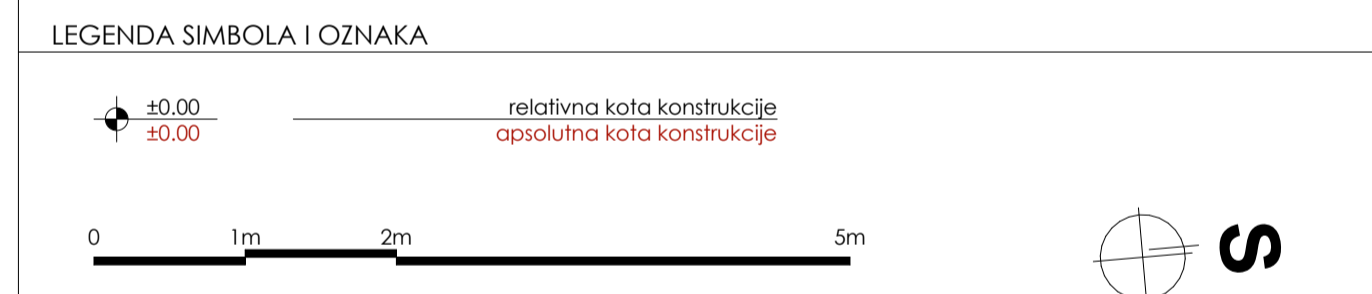 LEGENDA SIMBOLA I OZNAKA
±0.00 relativna kota konstrukcije
±0.00 apsolutna kota konstrukcije
0 1m 2m 5m
S